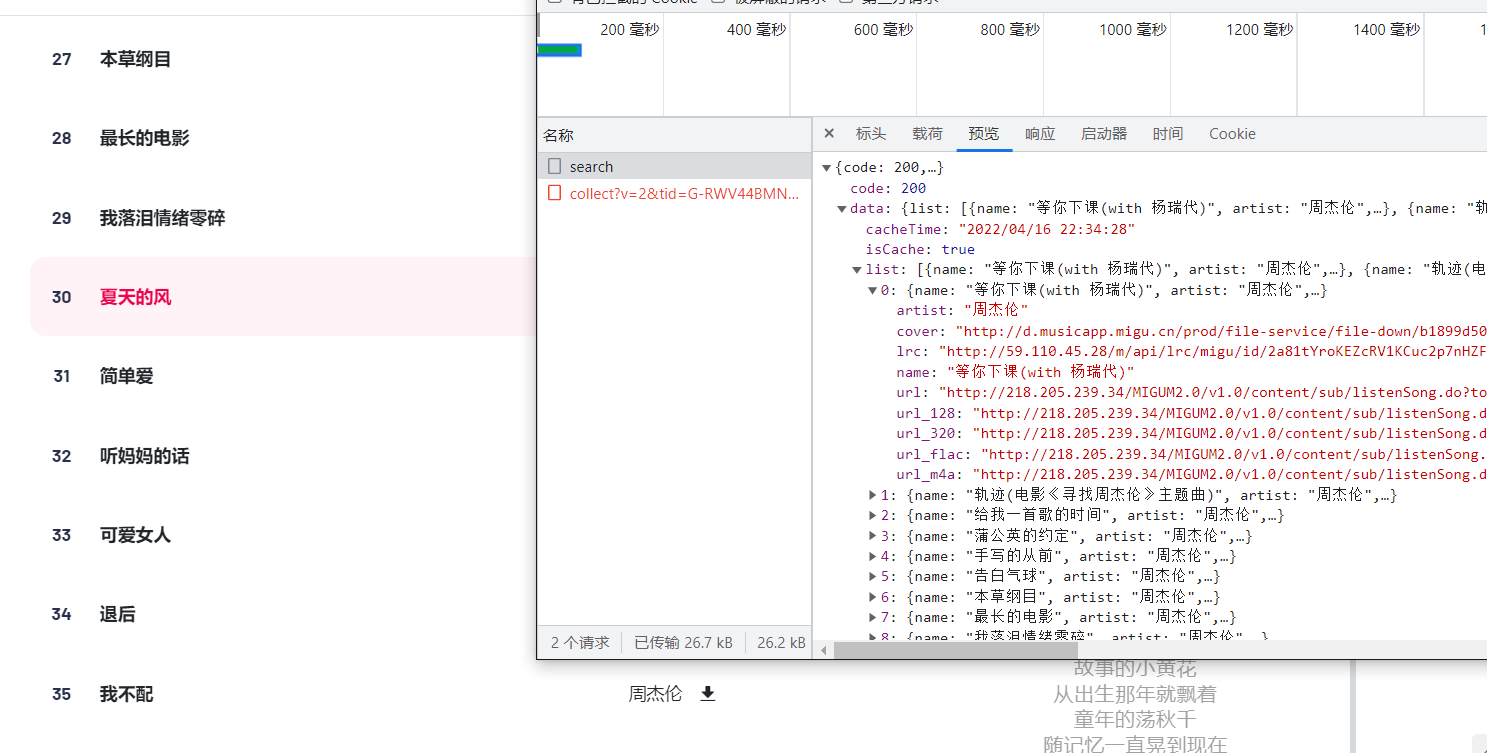 27 本草纲目
28 最长的电影
29 我落泪情绪零碎
30 夏天的风
31 简单爱
32 听妈妈的话
33 可爱女人
34 退后
35 我不配 周杰伦
200 毫秒 400 毫秒 600 毫秒 800 毫秒 1000 毫秒 1200 毫秒 1400 毫秒
名称
search
collect?v=2&tid=G-RWV44BMN...
2 个请求 已传输 26.7 kB 26.2 kB
× 标头 载荷 预览 响应 启动器 时间 Cookie
▼{code: 200,…}
code: 200
▼data: {list: [{name: "等你下课(with 杨瑞代)", artist: "周杰伦",…}, {name: "轨
cacheTime: "2022/04/16 22:34:28"
isCache: true
▼list: [{name: "等你下课(with 杨瑞代)", artist: "周杰伦",…}, {name: "轨迹(电
▼0: {name: "等你下课(with 杨瑞代)", artist: "周杰伦",…}
artist: "周杰伦"
cover: "http://d.musicapp.migu.cn/prod/file-service/file-down/b1899d50
lrc: "http://59.110.45.28/m/api/lrc/migu/id/2a81tYroKEZcRV1KCuc2p7nHZF
name: "等你下课(with 杨瑞代)"
url: "http://218.205.239.34/MIGUM2.0/v1.0/content/sub/listenSong.do?to
url_128: "http://218.205.239.34/MIGUM2.0/v1.0/content/sub/listenSong.d
url_320: "http://218.205.239.34/MIGUM2.0/v1.0/content/sub/listenSong.d
url_flac: "http://218.205.239.34/MIGUM2.0/v1.0/content/sub/listenSong.
url_m4a: "http://218.205.239.34/MIGUM2.0/v1.0/content/sub/listenSong.d
▶1: {name: "轨迹(电影《寻找周杰伦》主题曲)", artist: "周杰伦",…}
▶2: {name: "给我一首歌的时间", artist: "周杰伦",…}
▶3: {name: "蒲公英的约定", artist: "周杰伦",…}
▶4: {name: "手写的从前", artist: "周杰伦",…}
▶5: {name: "告白气球", artist: "周杰伦",…}
▶6: {name: "本草纲目", artist: "周杰伦",…}
▶7: {name: "最长的电影", artist: "周杰伦",…}
▶8: {name: "我落泪情绪零碎", artist: "周杰伦",…}
故事的小黄花
从出生那年就飘着
童年的荡秋千
随记忆一直晃到现在